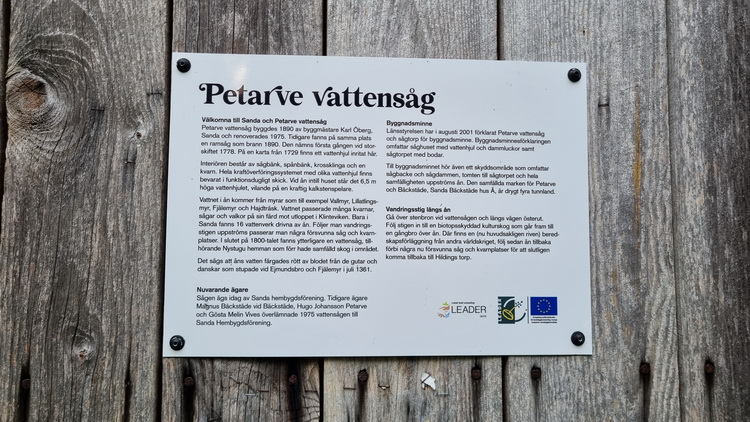 Petarve vattensåg
Välkomna till Sanda och Petarve vattensåg
Petarve vattensåg byggdes 1890 av byggmästare Karl Öberg,
Sanda och renoverades 1975. Tidigare fanns på samma plats
en ramsåg som brann 1890. Den nämns första gången vid stor-
skiftet 1778. På en karta från 1729 finns ett vattenhjul inritat här.
Interiören består av sågbänk, spånbänk, krossklinga och en
kvarn. Hela kraftöverföringssystemet med olika vattenhjul finns
bevarat i funktionsdugligt skick. Vid ån intill huset står det 6,5 m
höga vattenhjulet, vilande på en kraftig kalkstenspelare.
Vattnet i ån kommer från myrar som till exempel Vallmyr, Lillatings-
myr, Fjälemyr och Hajdträsk. Vattnet passerade många kvarnar,
sågar och valkor på sin färd mot utloppet i Klinteviken. Bara i
Sanda fanns 16 vattenverk drivna av ån. Följer man vandrings-
stigen uppströms passerar man några försvunna såg och kvarn-
platser. I slutet på 1800-talet fanns ytterligare en vattensåg, till-
hörande Nystugu hemman som förr hade samfälld skog i området.
Det sägs att åns vatten färgades rött av blodet från de gutar och
danskar som stupade vid Ejmundsbro och Fjälemyr i juli 1361.
Nuvarande ägare
Sågen ägs idag av Sanda hembygdsförening. Tidigare ägare
Magnus Bäckstäde vid Bäckstäde, Hugo Johansson Petarve
och Gösta Melin Vives överlämnade 1975 vattensågen till
Sanda Hembygdsförening.
Byggnadsminne
Länsstyrelsen har i augusti 2001 förklarat Petarve vattensåg
och sågtorp för byggnadsminne. Byggnadsminnesförklaringen
omfattar såghuset med vattenhjul och dammluckor samt
sågtorpet med bodar.
Till byggnadsminnet hör även ett skyddsområde som omfattar
sågbacke och sågdammen, tomten till sågtorpet och hela
samfälligheten uppströms ån. Den samfällda marken för Petarve
och Bäckstäde, Sanda Bäckstäde hus Å, är drygt fyra tunnland.
Vandringsstig längs ån
Gå över stenbron vid vattensågen och längs vägen österut.
Följ stigen in till en biotopsskyddad kulturskog som går fram till
en gångbro över ån. Där finns en (nu huvudsakligen riven) bered-
skapsförläggning från andra världskriget, följ sedan ån tillbaka
förbi några nu försvunna såg och kvarnplatser för att slutligen
komma tillbaka till Hildings torp.
LEADER